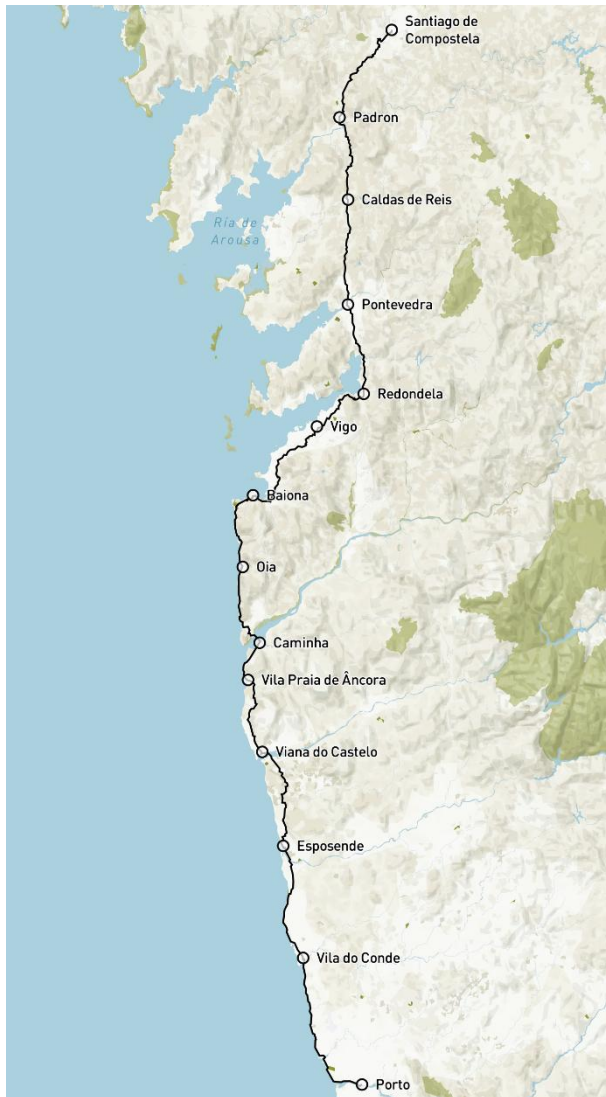 Santiago de
Compostela
Padron
Caldas de Reis
Ría de
Arousa
Pontevedra
Redondela
Vigo
Baiona
Oia
Caminha
Vila Praia de Âncora
Viana do Castelo
Esposende
Vila do Conde
Porto